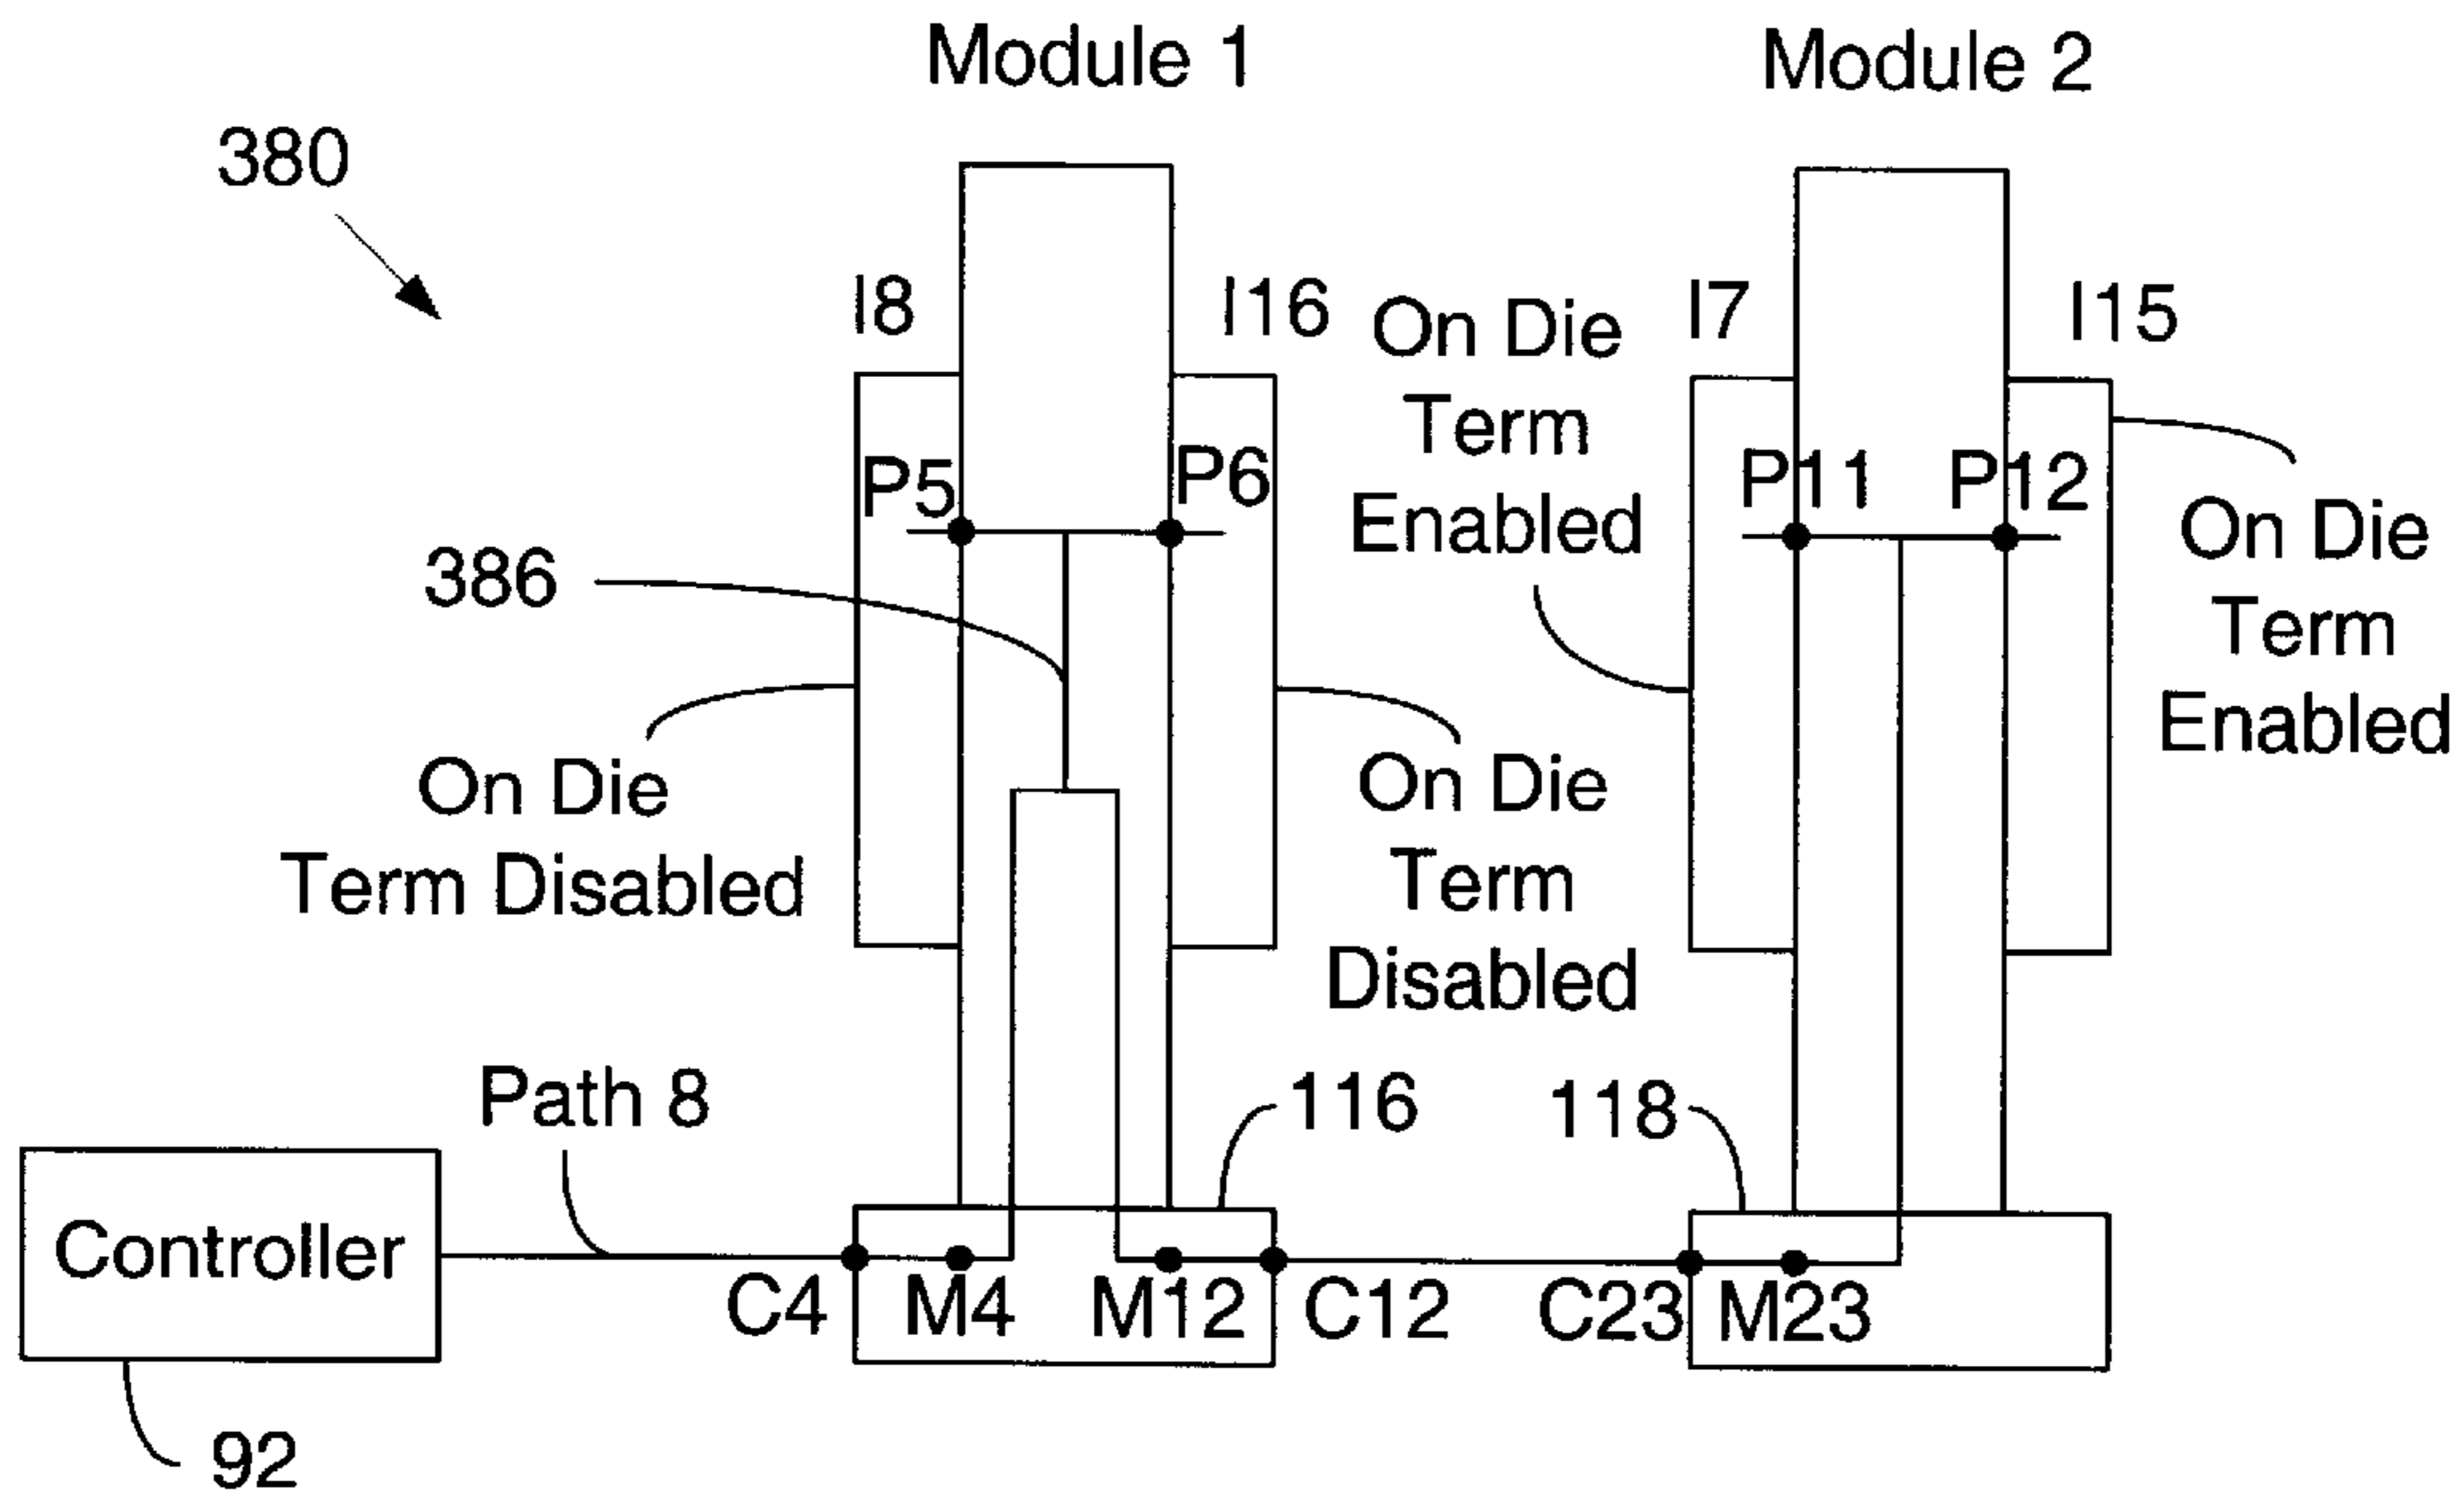 Module 1
Module 2
380
I8
I16
On Die
Term
Enabled
I7
I15
P5
P6
P11
P12
On Die
Term
Enabled
386
On Die
Term Disabled
On Die
Term
Disabled
Path 8
116
118
Controller
C4
M4
M12
C12
C23
M23
92